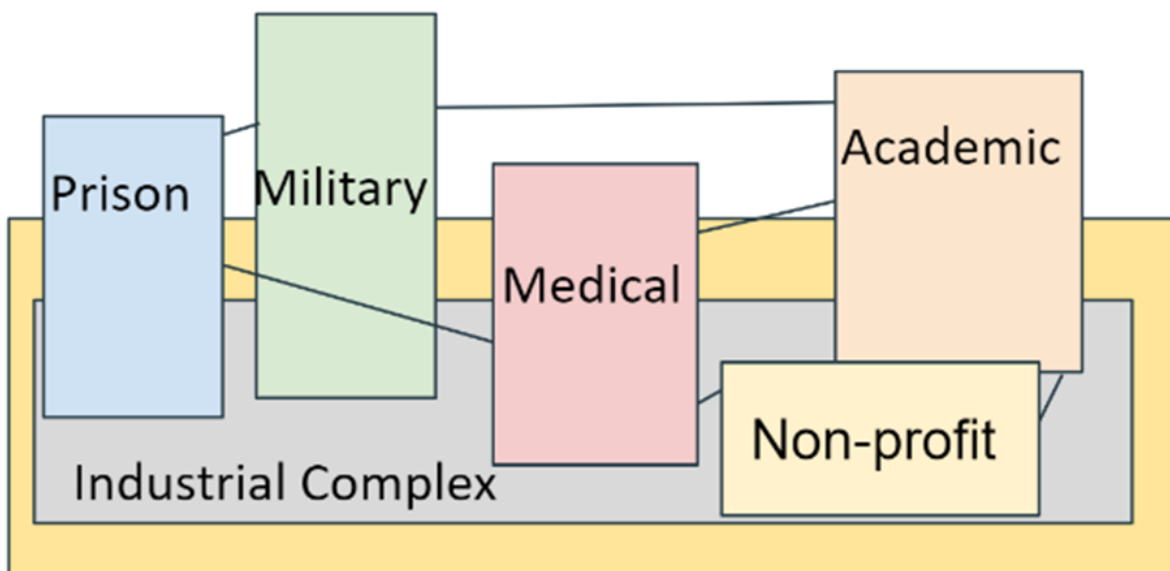 Prison
Military
Medical
Academic
Non-profit
Industrial Complex